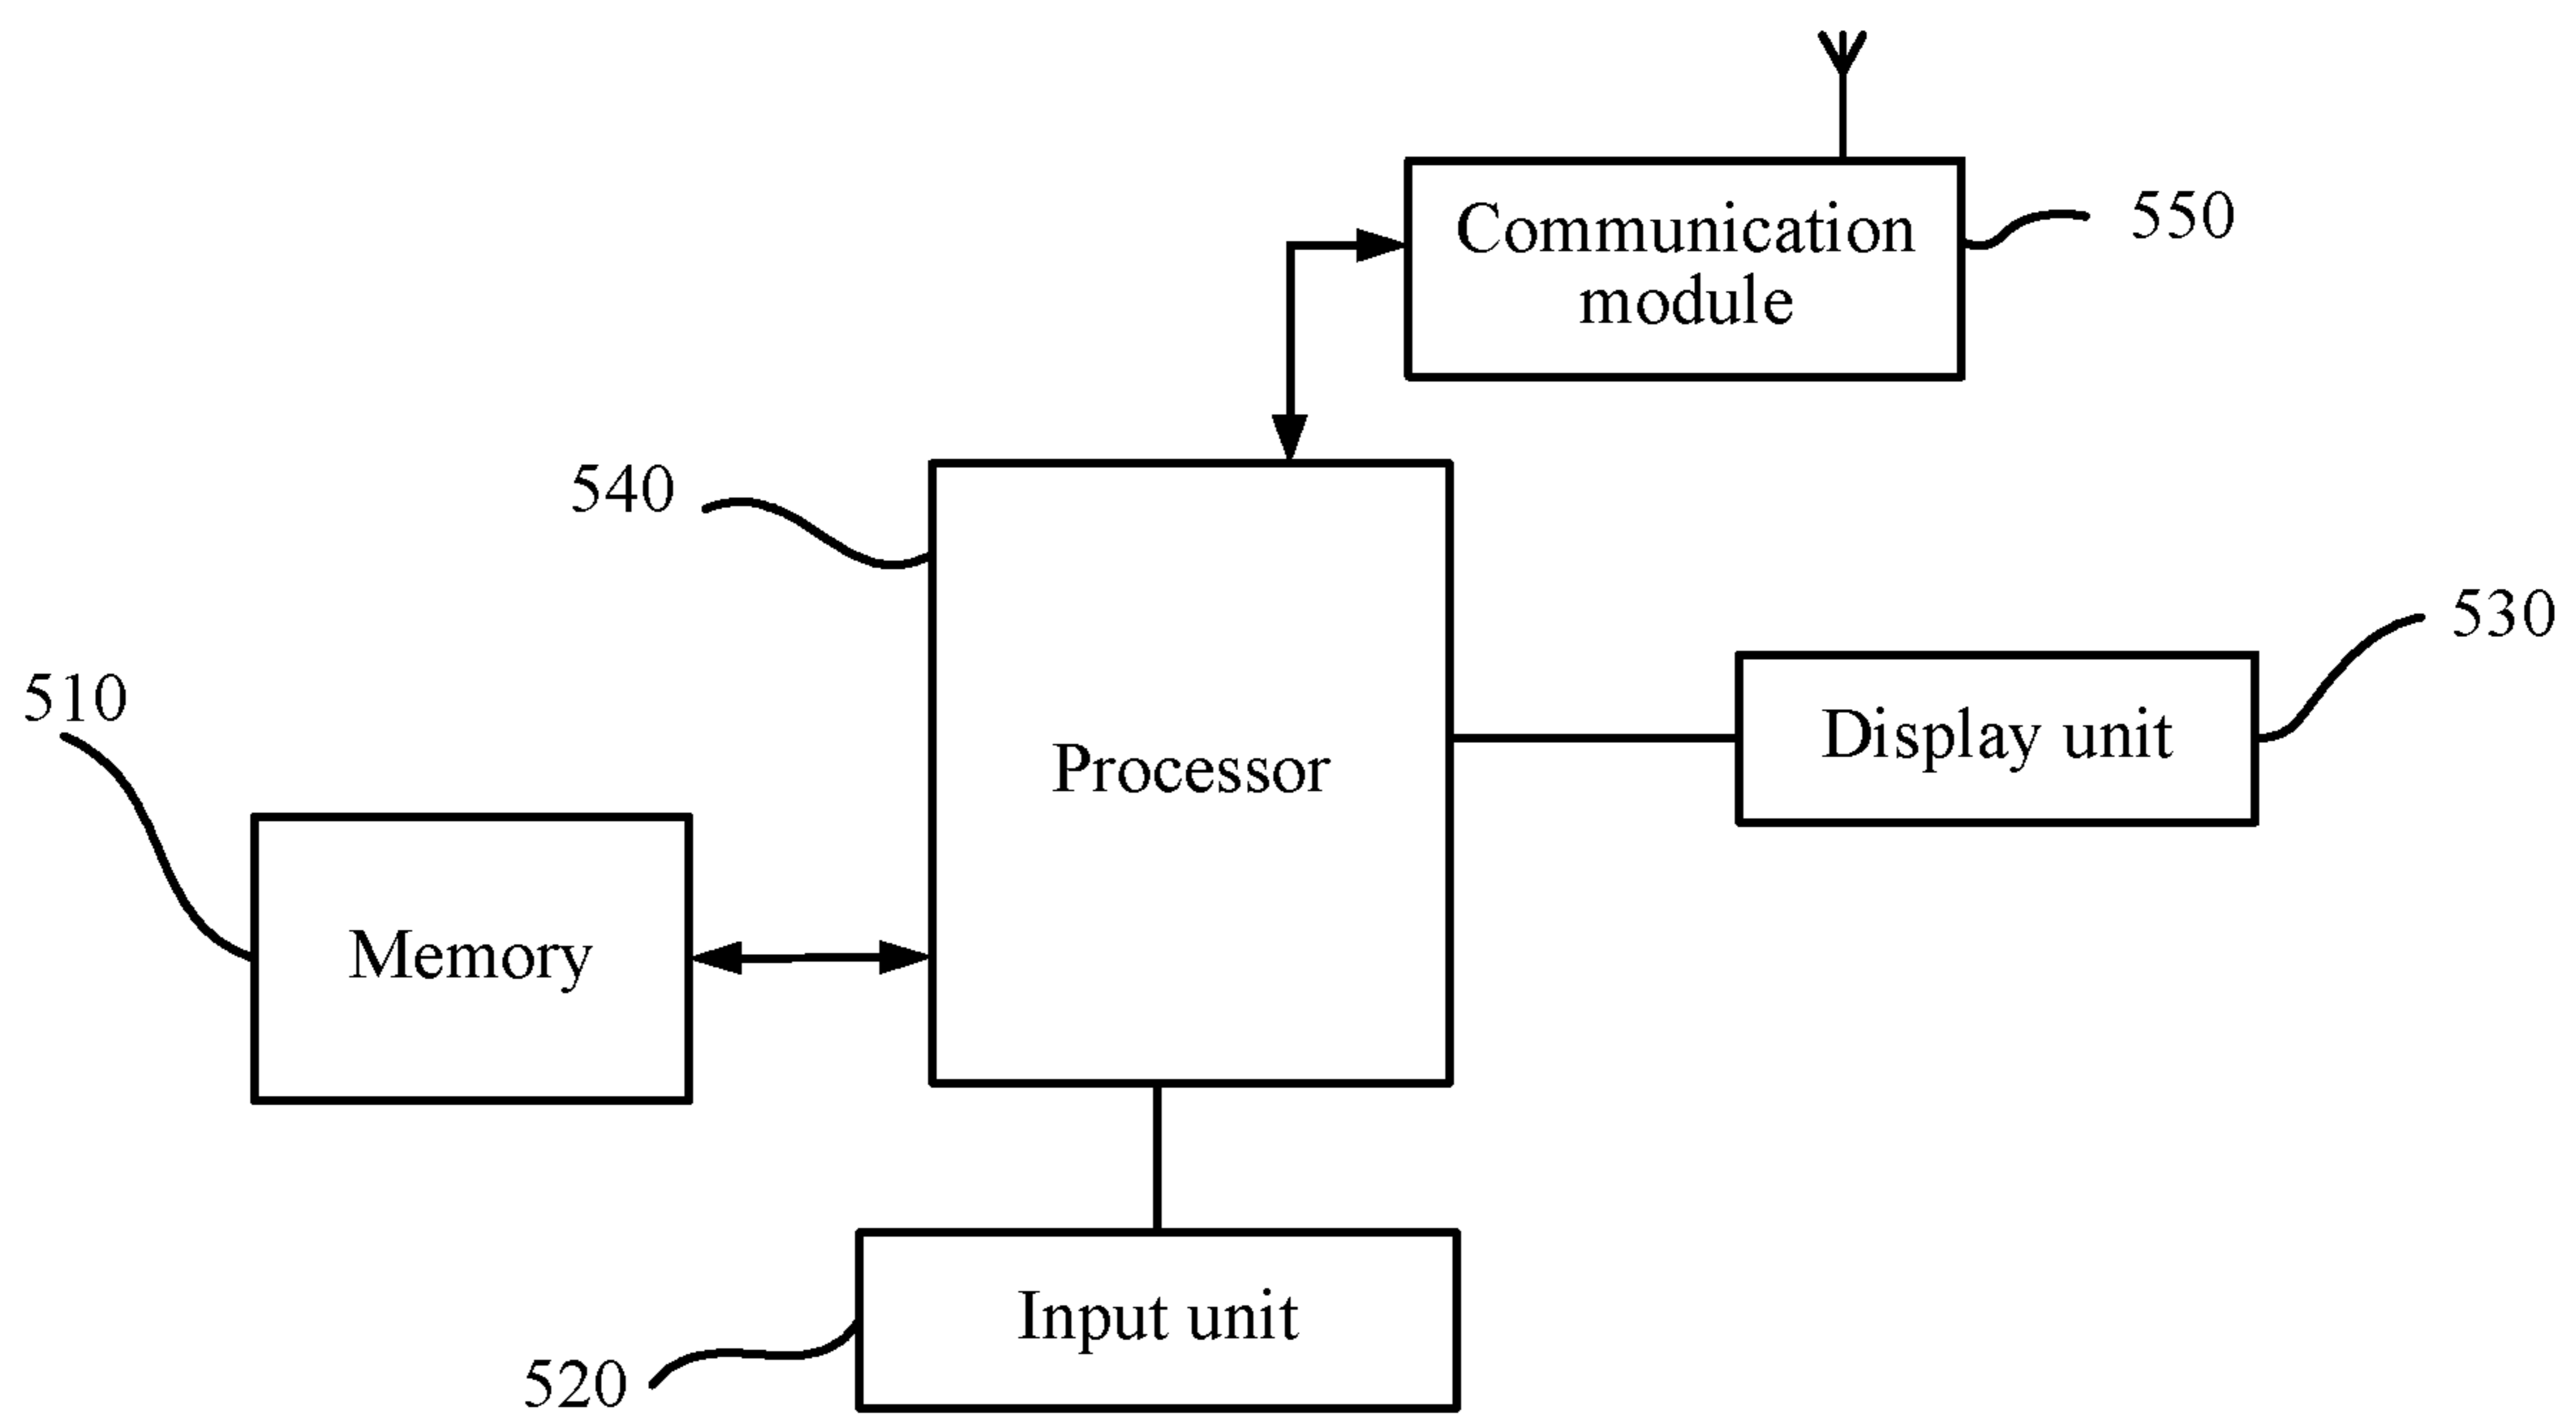 Communication
module
550
540
530
510
Display unit
Processor
Memory
Input unit
520